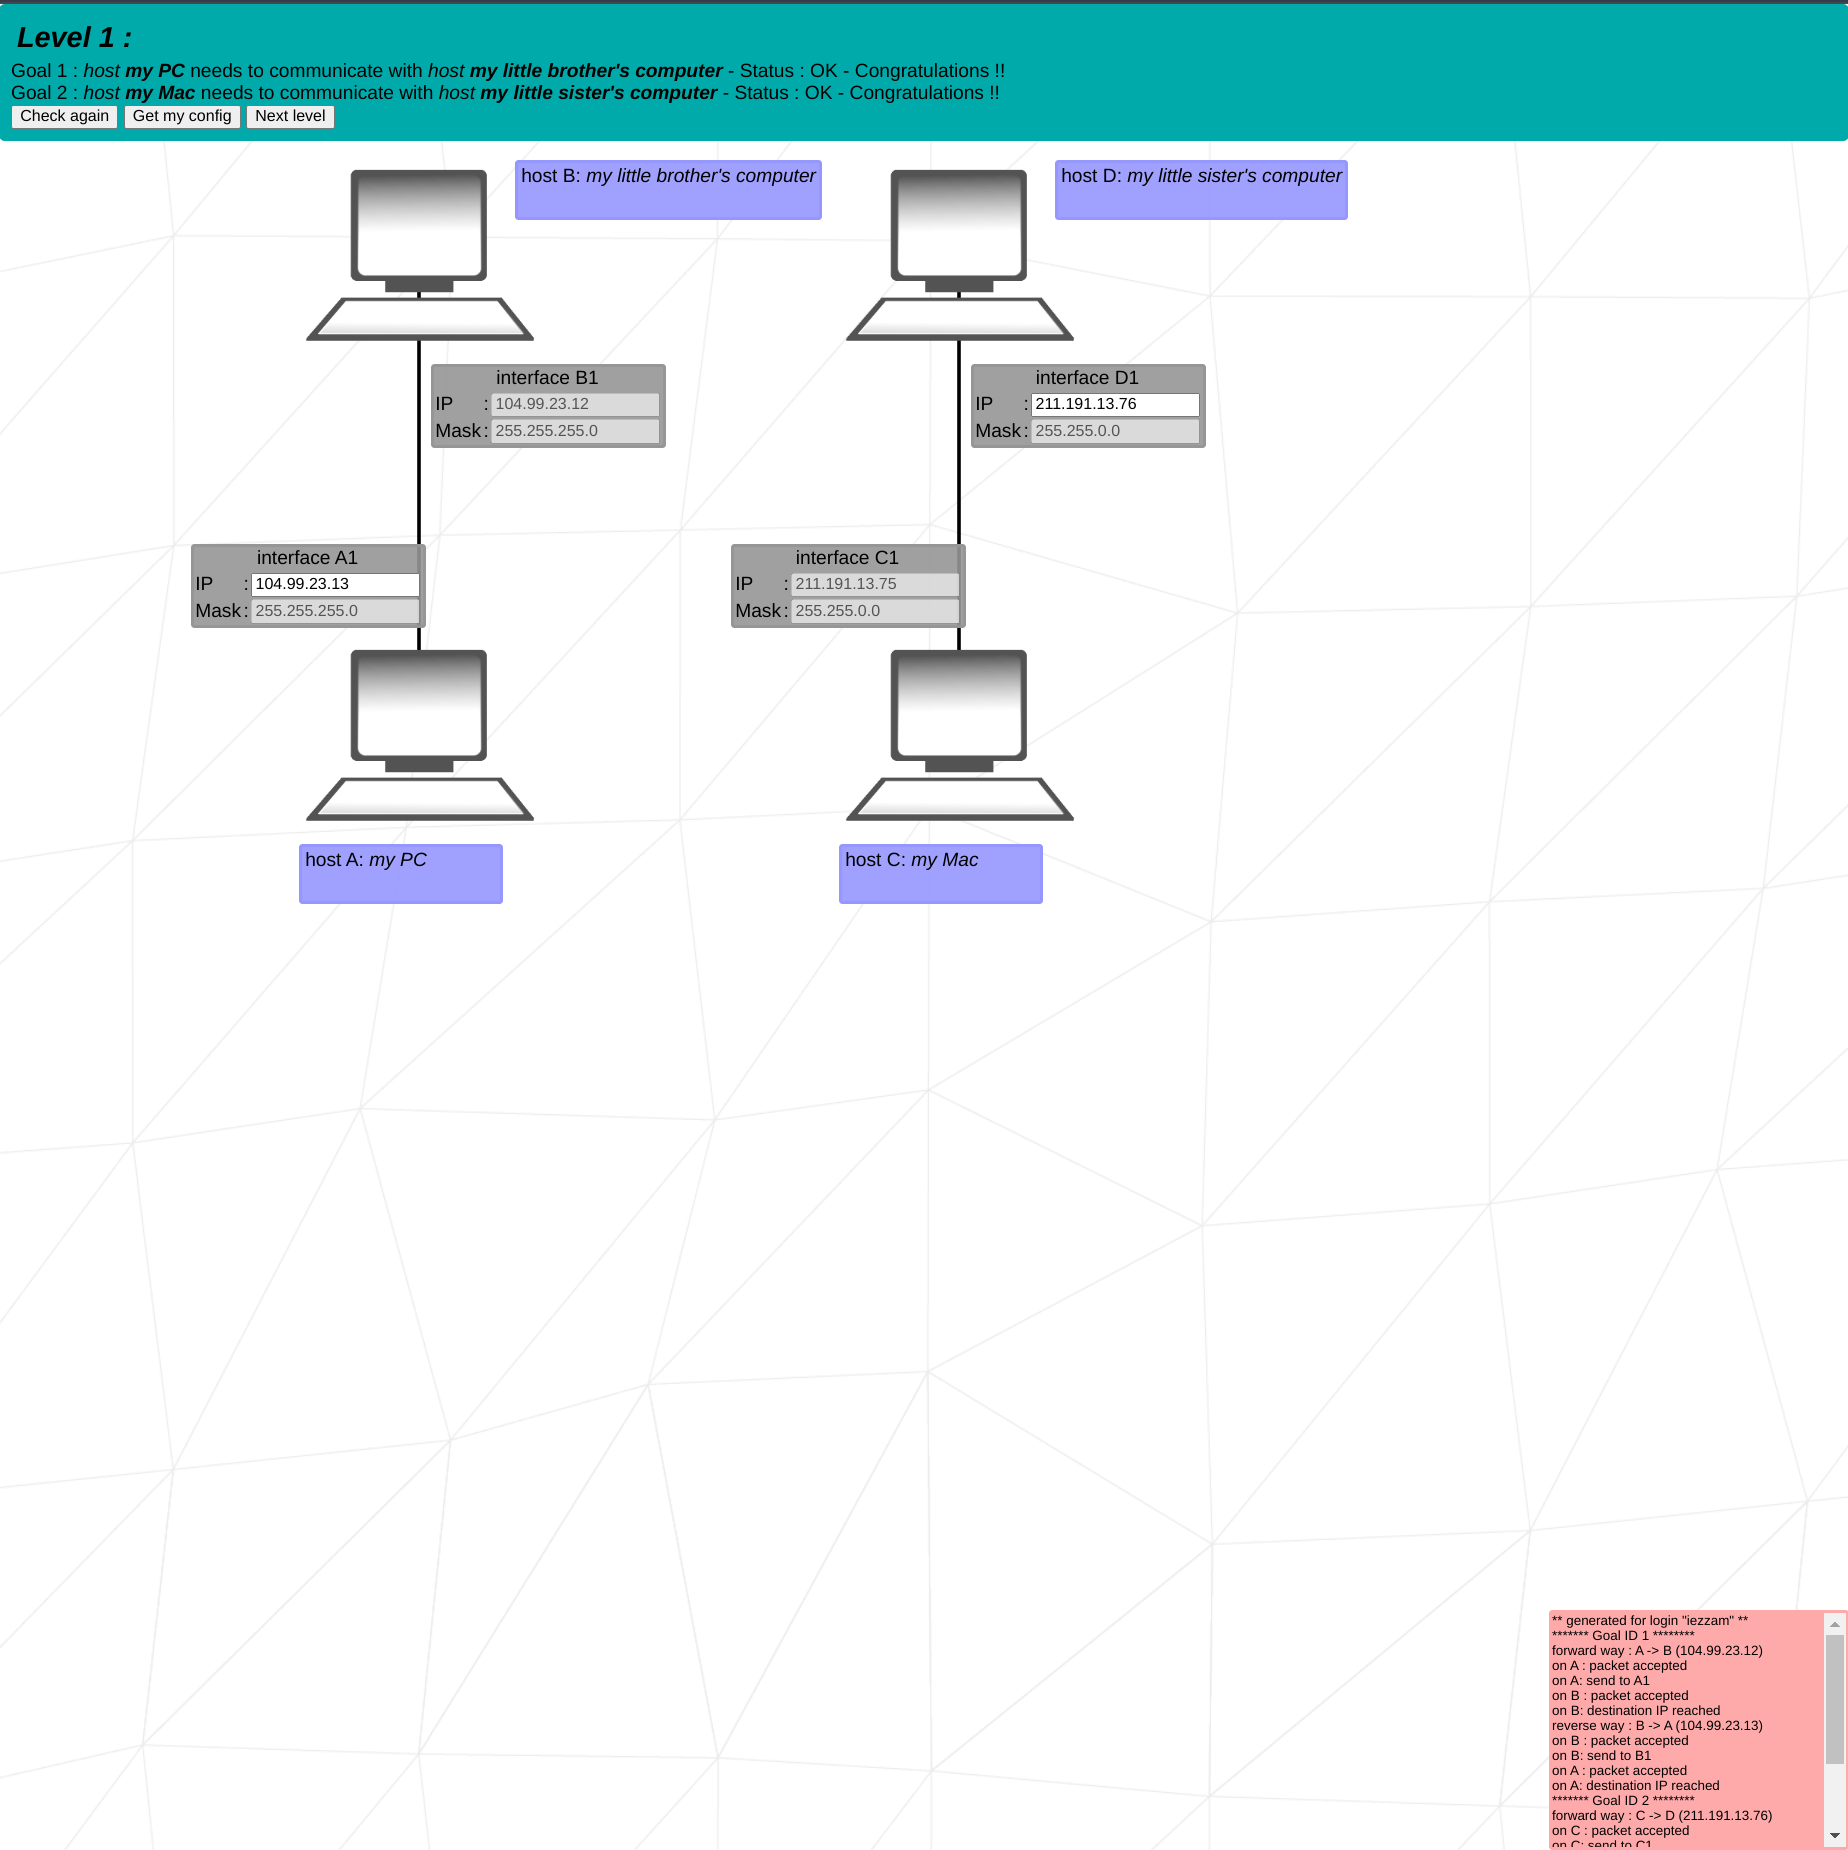 Level 1 :
Goal 1 : host my PC needs to communicate with host my little brother's computer - Status : OK - Congratulations !!
Goal 2 : host my Mac needs to communicate with host my little sister's computer - Status : OK - Congratulations !!
Check again Get my config Next level
host B: my little brother's computer
host D: my little sister's computer
interface B1
IP : 104.99.23.12
Mask : 255.255.255.0
interface D1
IP : 211.191.13.76
Mask : 255.255.0.0
interface A1
IP : 104.99.23.13
Mask : 255.255.255.0
interface C1
IP : 211.191.13.75
Mask : 255.255.0.0
host A: my PC
host C: my Mac
** generated for login "iezzam" **
******* Goal ID 1 ********
forward way : A -> B (104.99.23.12)
on A : packet accepted
on A: send to A1
on B : packet accepted
on B: destination IP reached
reverse way : B -> A (104.99.23.13)
on B : packet accepted
on B: send to B1
on A : packet accepted
on A: destination IP reached
******* Goal ID 2 ********
forward way : C -> D (211.191.13.76)
on C : packet accepted
on C: send to C1